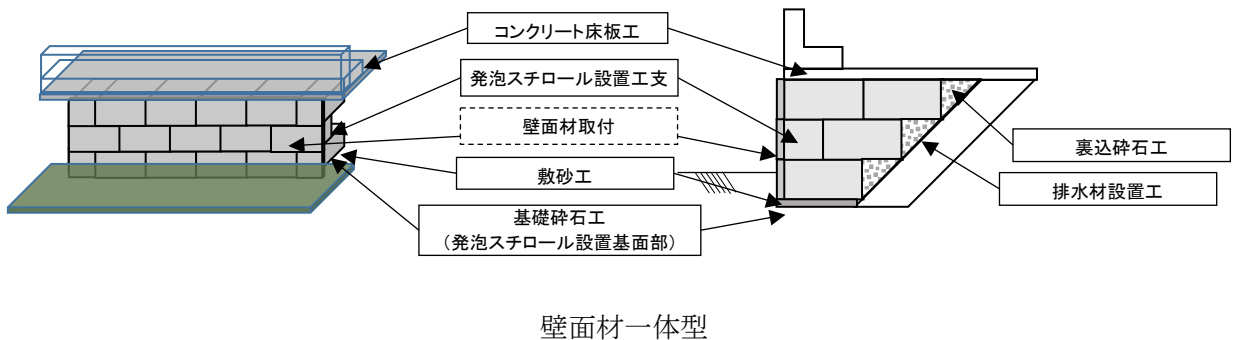 コンクリート床板工
発泡スチロール設置工支
壁面材取付
敷砂工
基礎砕石工
（発泡スチロール設置基面部）
裏込砕石工
排水材設置工
壁面材一体型